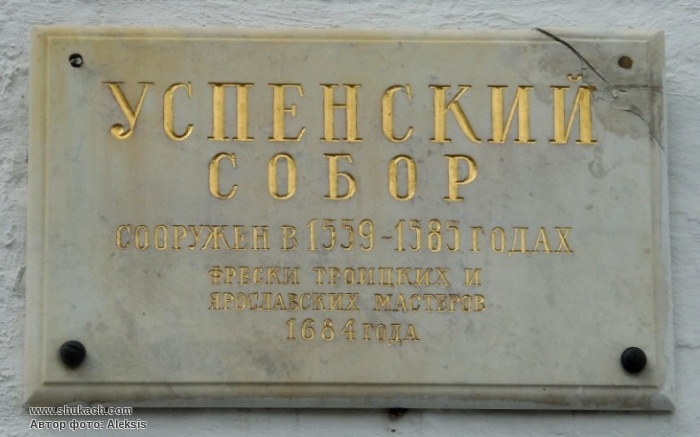 УСПЕНСКИЙ
СОБОР
СООРУЖЕН В 1559-1585 ГОДАХ
ФРЕСКИ ТРОИЦКИХ И
ЯРОСЛАВСКИХ МАСТЕРОВ
1684 ГОДА
www.shukach.com
Автор фото: Aleksis